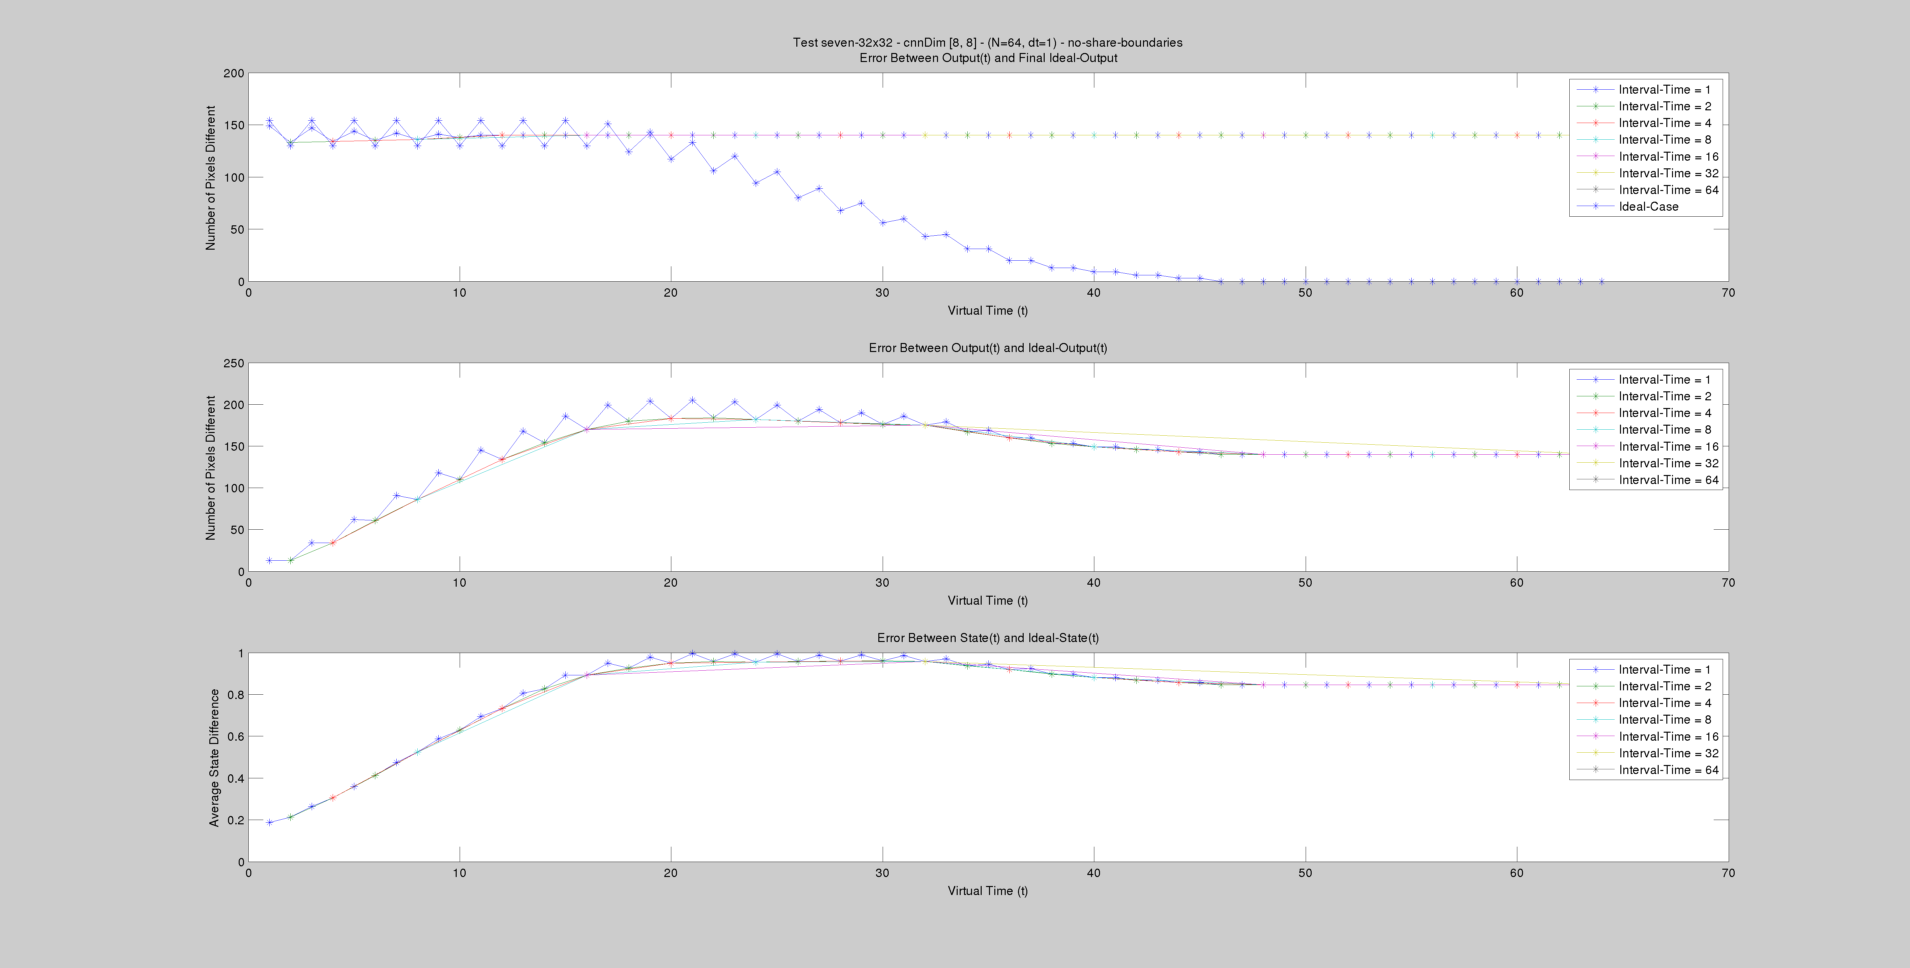 Test seven-32x32 - cnnDim [8, 8] - (N=64, dt=1) - no-share-boundaries
Error Between Output(t) and Final Ideal-Output
Number of Pixels Different
200
150
100
50
0
0 10 20 30 40 50 60 70
Virtual Time (t)
Interval-Time = 1
Interval-Time = 2
Interval-Time = 4
Interval-Time = 8
Interval-Time = 16
Interval-Time = 32
Interval-Time = 64
Ideal-Case
Error Between Output(t) and Ideal-Output(t)
Number of Pixels Different
250
200
150
100
50
0
0 10 20 30 40 50 60 70
Virtual Time (t)
Interval-Time = 1
Interval-Time = 2
Interval-Time = 4
Interval-Time = 8
Interval-Time = 16
Interval-Time = 32
Interval-Time = 64
Error Between State(t) and Ideal-State(t)
Average State Difference
1
0.8
0.6
0.4
0.2
0
0 10 20 30 40 50 60 70
Virtual Time (t)
Interval-Time = 1
Interval-Time = 2
Interval-Time = 4
Interval-Time = 8
Interval-Time = 16
Interval-Time = 32
Interval-Time = 64